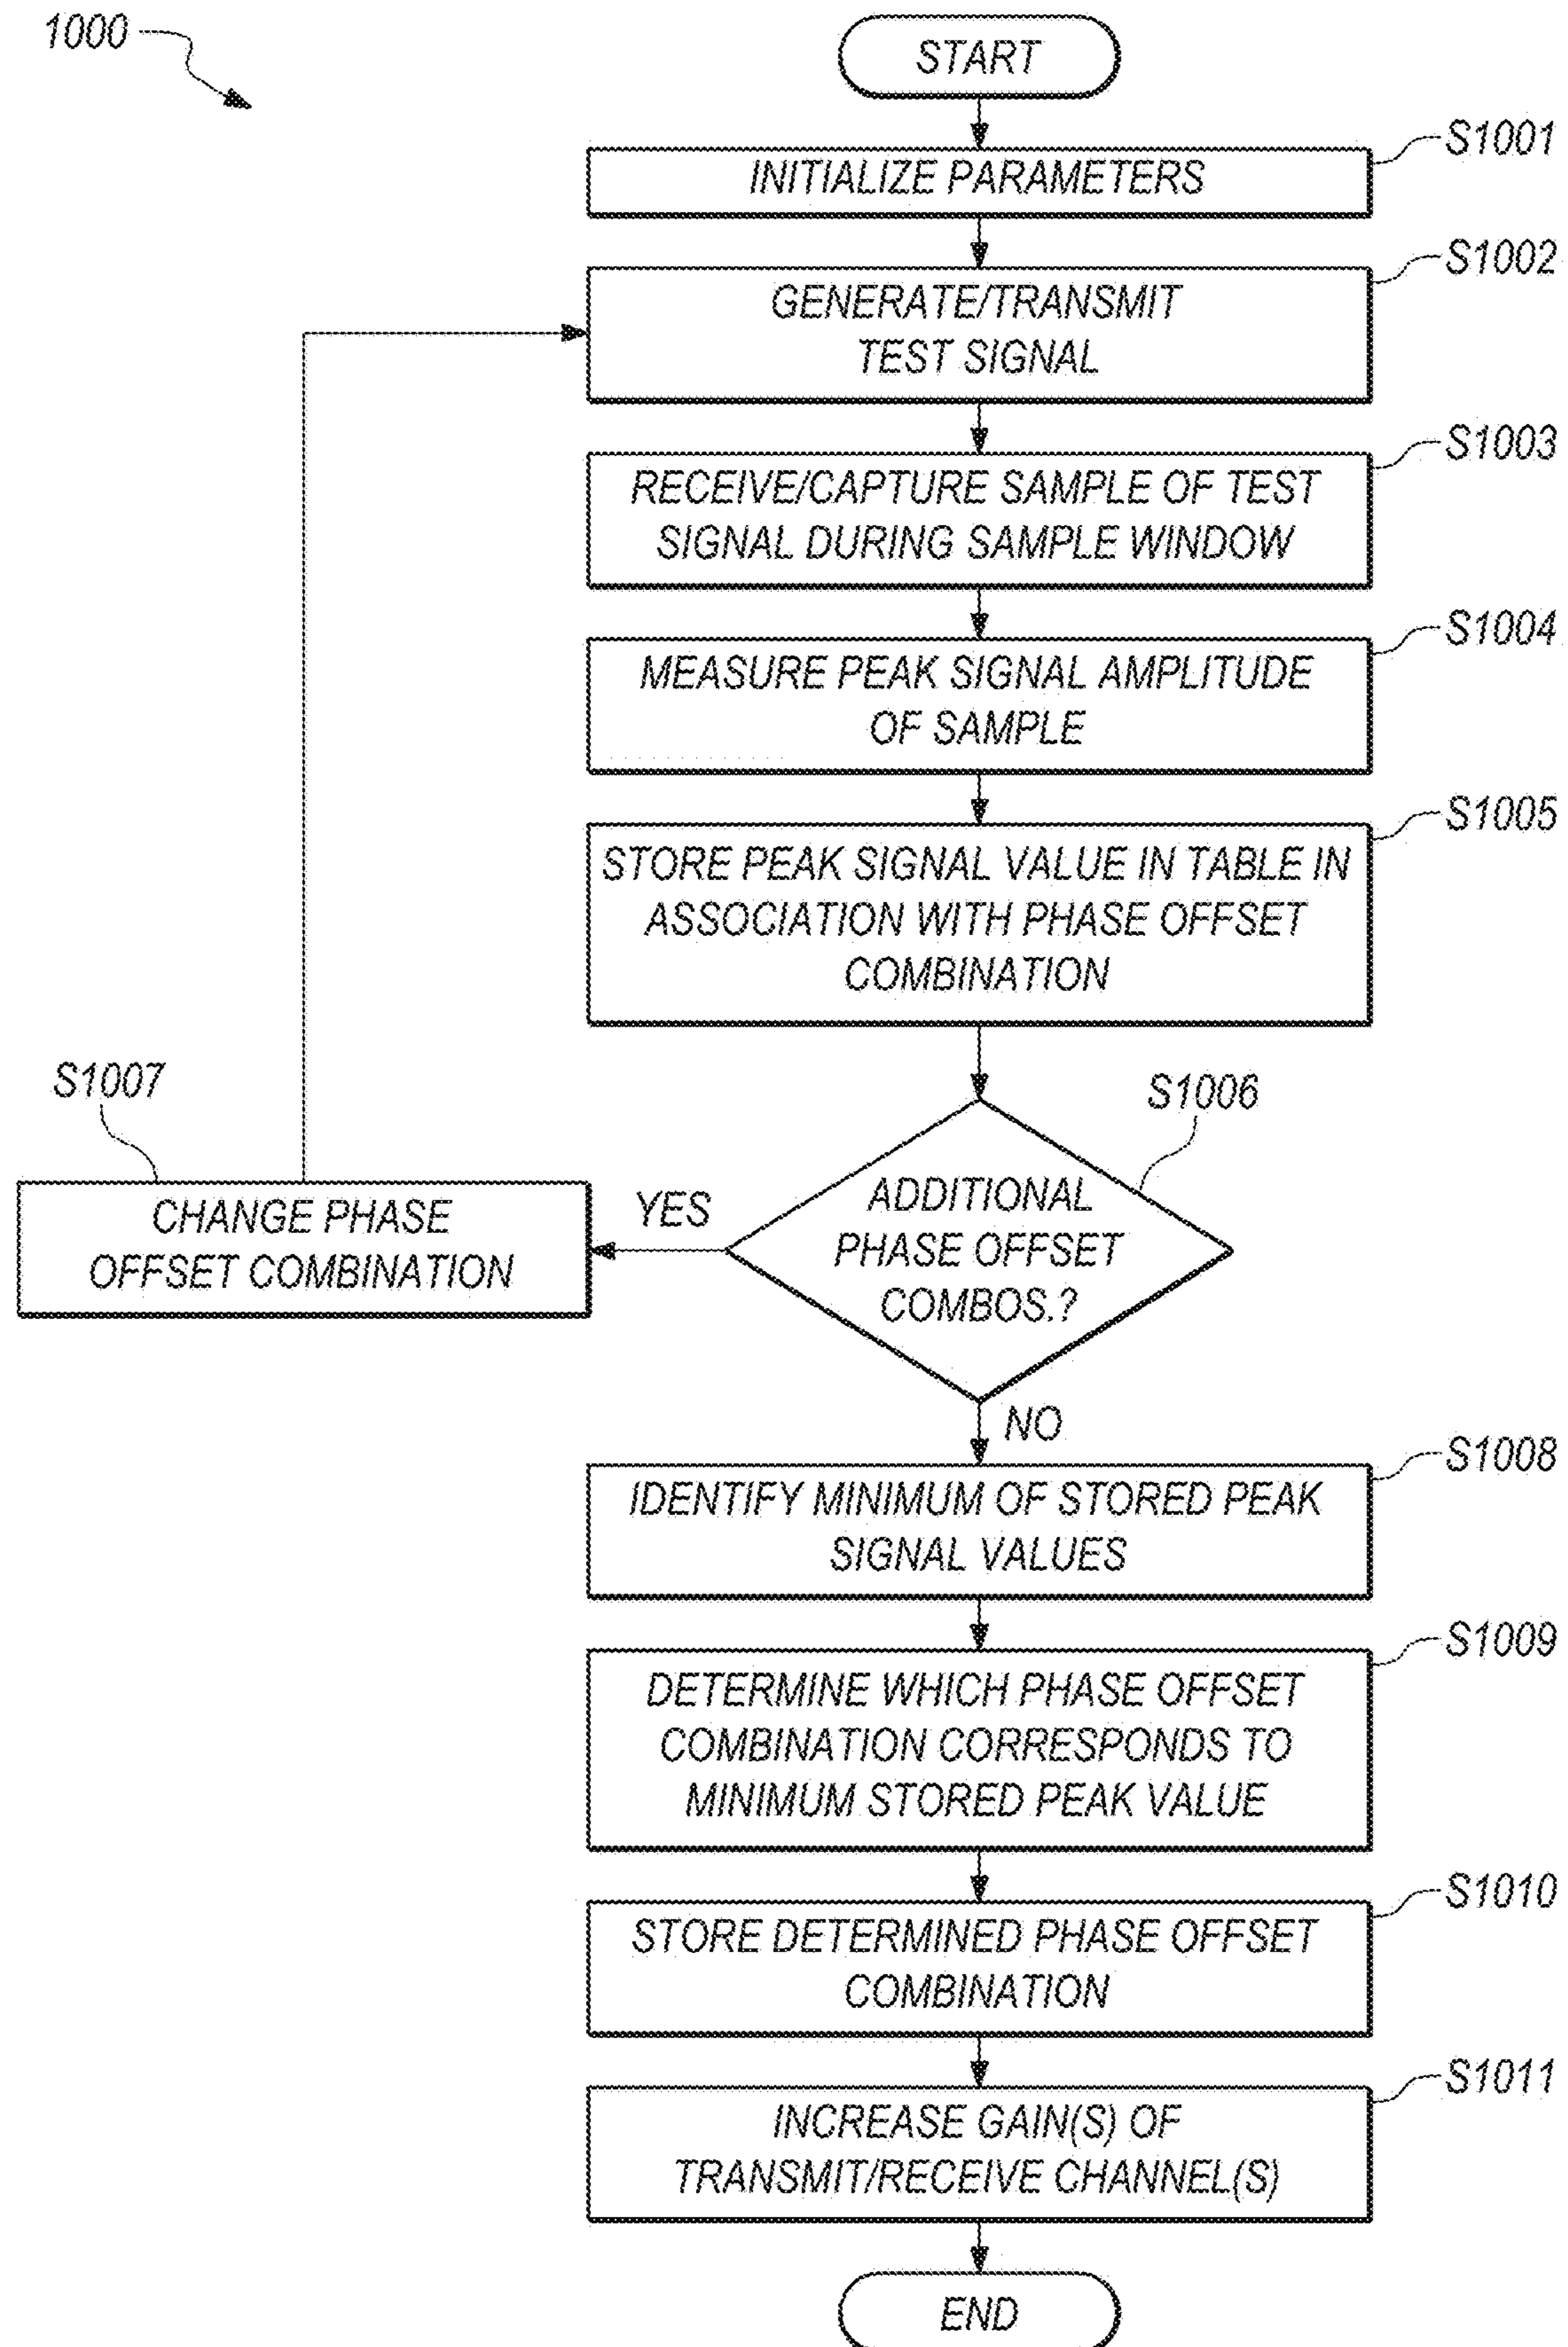 1000
START
S1001
INITIALIZE PARAMETERS
S1002
GENERATE/TRANSMIT
TEST SIGNAL
S1003
RECEIVE/CAPTURE SAMPLE OF TEST
SIGNAL DURING SAMPLE WINDOW
S1004
MEASURE PEAK SIGNAL AMPLITUDE
OF SAMPLE
S1005
STORE PEAK SIGNAL VALUE IN TABLE IN
ASSOCIATION WITH PHASE OFFSET
COMBINATION
S1006
ADDITIONAL
PHASE OFFSET
COMBOS.?
YES
S1007
CHANGE PHASE
OFFSET COMBINATION
NO
S1008
IDENTIFY MINIMUM OF STORED PEAK
SIGNAL VALUES
S1009
DETERMINE WHICH PHASE OFFSET
COMBINATION CORRESPONDS TO
MINIMUM STORED PEAK VALUE
S1010
STORE DETERMINED PHASE OFFSET
COMBINATION
S1011
INCREASE GAIN(S) OF
TRANSMIT/RECEIVE CHANNEL(S)
END